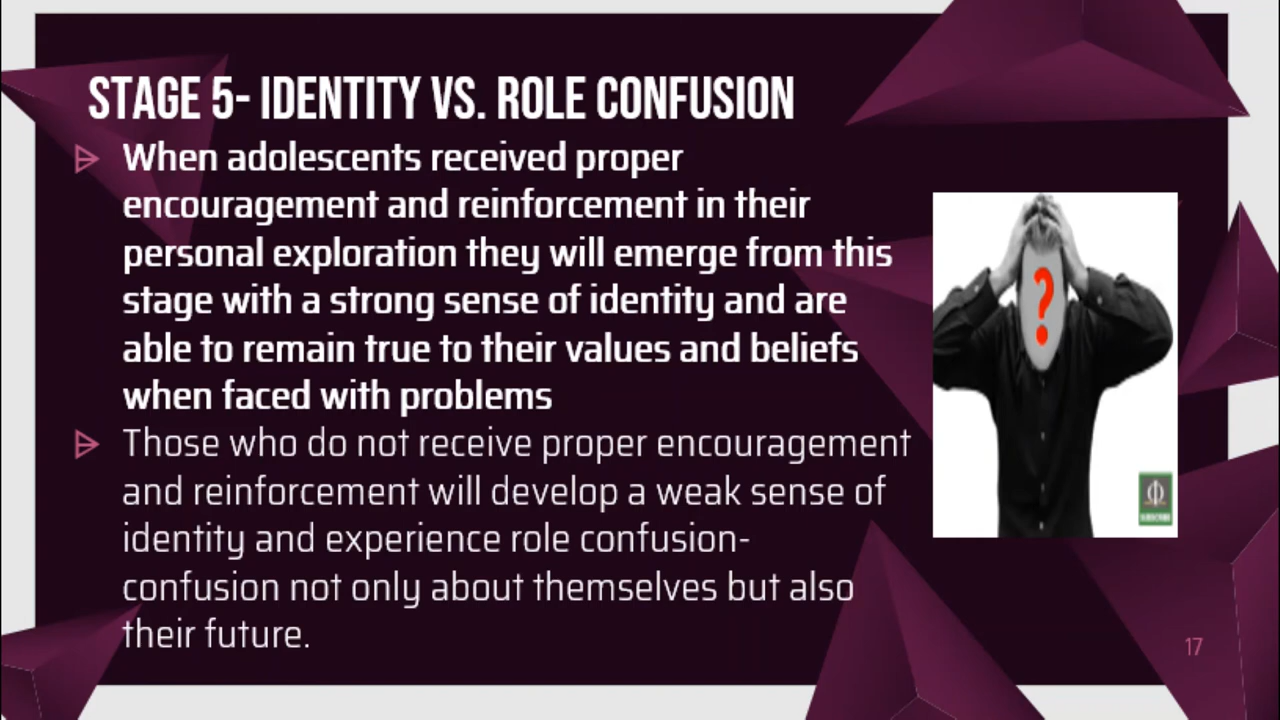 STAGE 5- IDENTITY VS. ROLE CONFUSION
When adolescents received proper
encouragement and reinforcement in their
personal exploration they will emerge from this
stage with a strong sense of identity and are
able to remain true to their values and beliefs
when faced with problems
Those who do not receive proper encouragement
and reinforcement will develop a weak sense of
identity and experience role confusion-
confusion not only about themselves but also
their future.
?
17